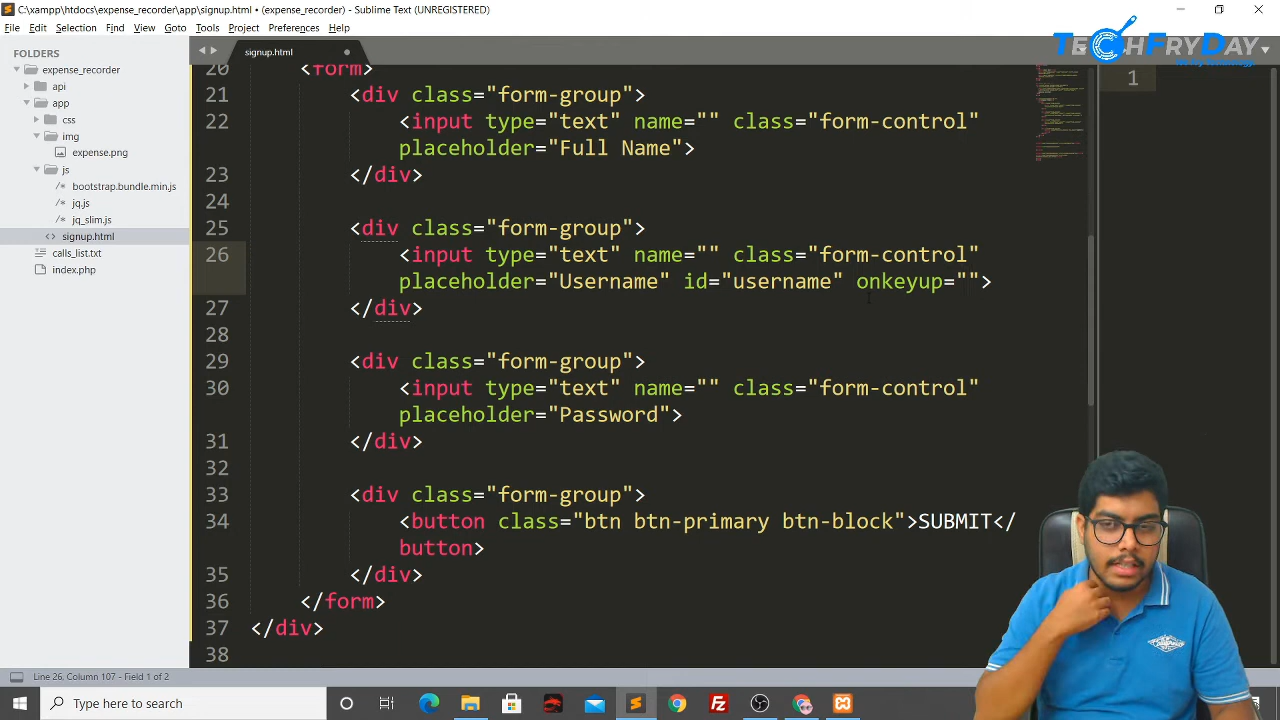 C:\xampp\htdocs\expense_recorder\app\signup.html • (expense_recorder) - Sublime Text (UNREGISTERED)
TECHFRYDAY
File Edit Selection Find View Goto Tools Project Preferences Help
FOLDERS
expense_recorder
api
app
css
img
expense.png
js
bootstrap.bundle.min.js
jq.js
jq_slim.js
signup.html
calls_list.txt
index.php
signup.html
20 <form>
21 <div class="form-group">
22 <input type="text" name="" class="form-control"
placeholder="Full Name">
23 </div>
24
25 <div class="form-group">
26 <input type="text" name="" class="form-control"
placeholder="Username" id="username" onkeyup="">
27 </div>
28
29 <div class="form-group">
30 <input type="text" name="" class="form-control"
placeholder="Password">
31 </div>
32
33 <div class="form-group">
34 <button class="btn btn-primary btn-block">SUBMIT</
button>
35 </div>
36 </form>
37 </div>
38
1
Line 26, Column 107 - Field 1 of 2
Type here to search